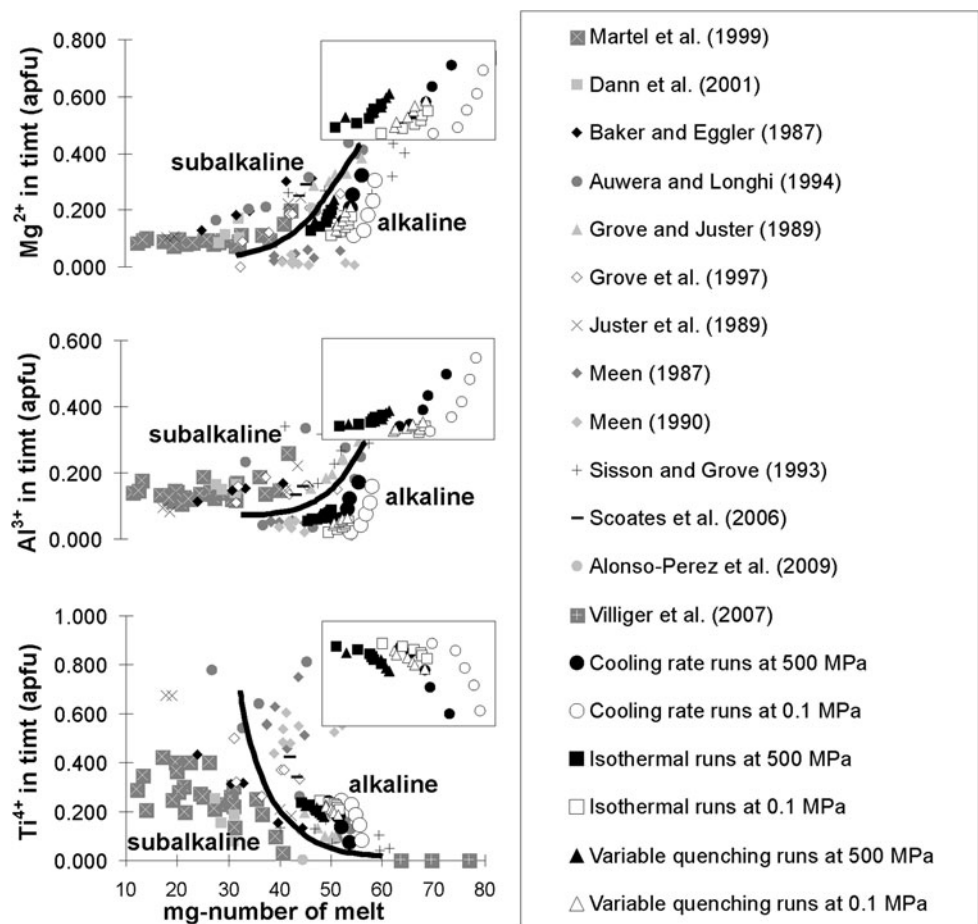 Mg2+ in timt (apfu)
0.800
0.600
0.400
0.200
0.000
subalkaline
alkaline
Al3+ in timt (apfu)
0.600
0.400
0.200
0.000
subalkaline
alkaline
Ti4+ in timt (apfu)
1.000
0.800
0.600
0.400
0.200
0.000
alkaline
subalkaline
10 20 30 40 50 60 70 80
mg-number of melt
Martel et al. (1999)
Dann et al. (2001)
Baker and Eggler (1987)
Auwera and Longhi (1994)
Grove and Juster (1989)
Grove et al. (1997)
Juster et al. (1989)
Meen (1987)
Meen (1990)
Sisson and Grove (1993)
Scoates et al. (2006)
Alonso-Perez et al. (2009)
Villiger et al. (2007)
Cooling rate runs at 500 MPa
Cooling rate runs at 0.1 MPa
Isothermal runs at 500 MPa
Isothermal runs at 0.1 MPa
Variable quenching runs at 500 MPa
Variable quenching runs at 0.1 MPa